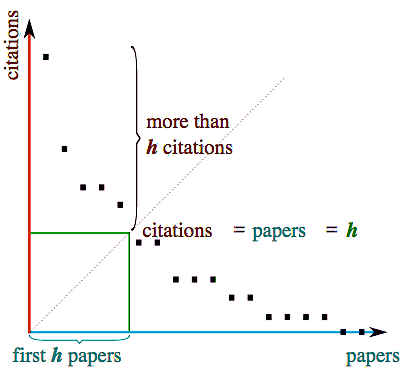 citations
more than
h citations
citations = papers = h
first h papers
papers